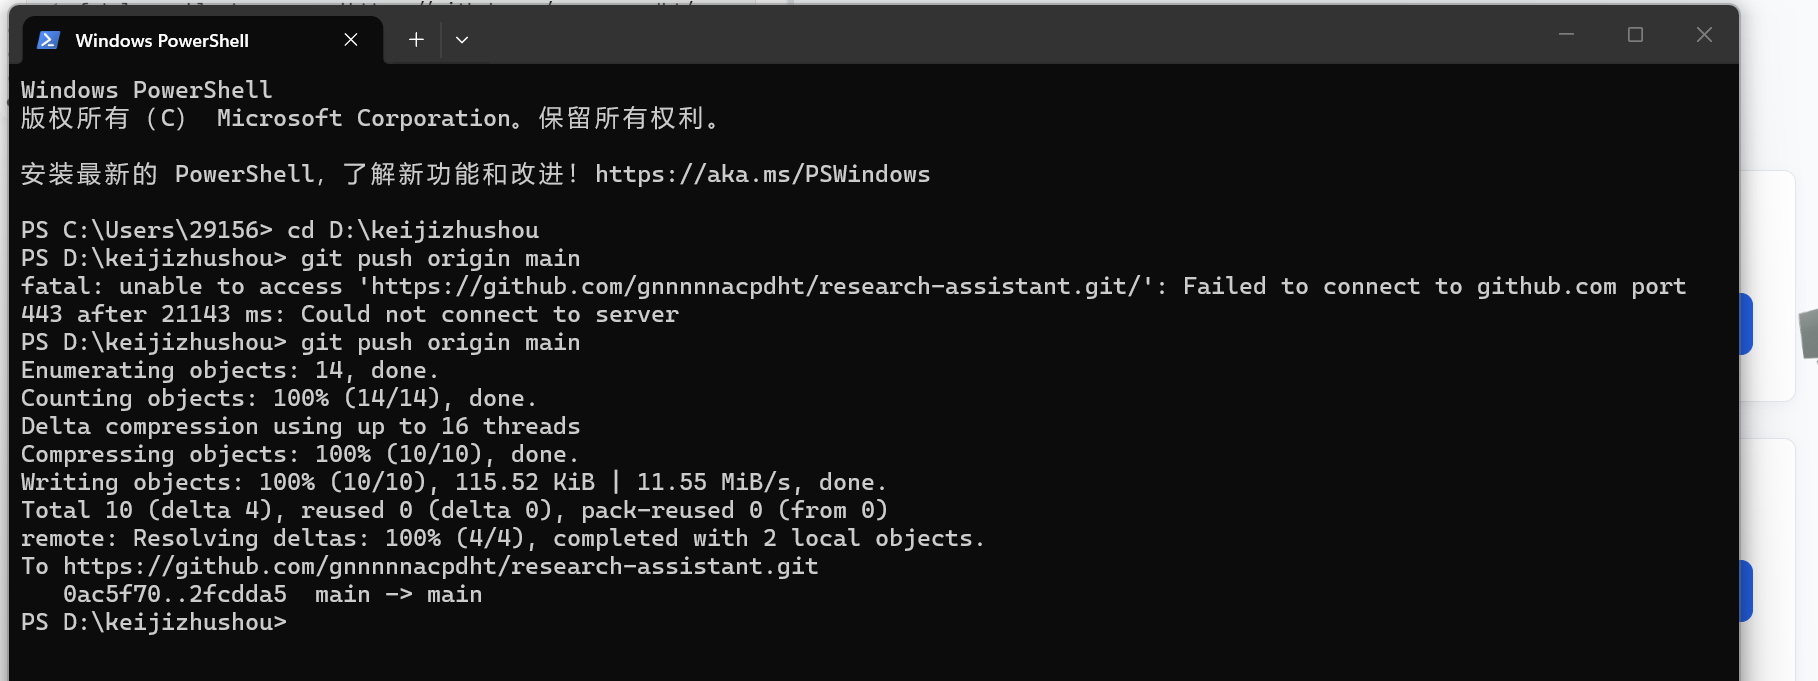 Windows PowerShell
Windows PowerShell
版权所有 (C) Microsoft Corporation。保留所有权利。
安装最新的 PowerShell，了解新功能和改进！https://aka.ms/PSWindows
PS C:\Users\29156> cd D:\keijizhushou
PS D:\keijizhushou> git push origin main
fatal: unable to access 'https://github.com/gnnnnnacpdht/research-assistant.git/': Failed to connect to github.com port
443 after 21143 ms: Could not connect to server
PS D:\keijizhushou> git push origin main
Enumerating objects: 14, done.
Counting objects: 100% (14/14), done.
Delta compression using up to 16 threads
Compressing objects: 100% (10/10), done.
Writing objects: 100% (10/10), 115.52 KiB | 11.55 MiB/s, done.
Total 10 (delta 4), reused 0 (delta 0), pack-reused 0 (from 0)
remote: Resolving deltas: 100% (4/4), completed with 2 local objects.
To https://github.com/gnnnnnacpdht/research-assistant.git
   0ac5f70..2fcdda5  main -> main
PS D:\keijizhushou>